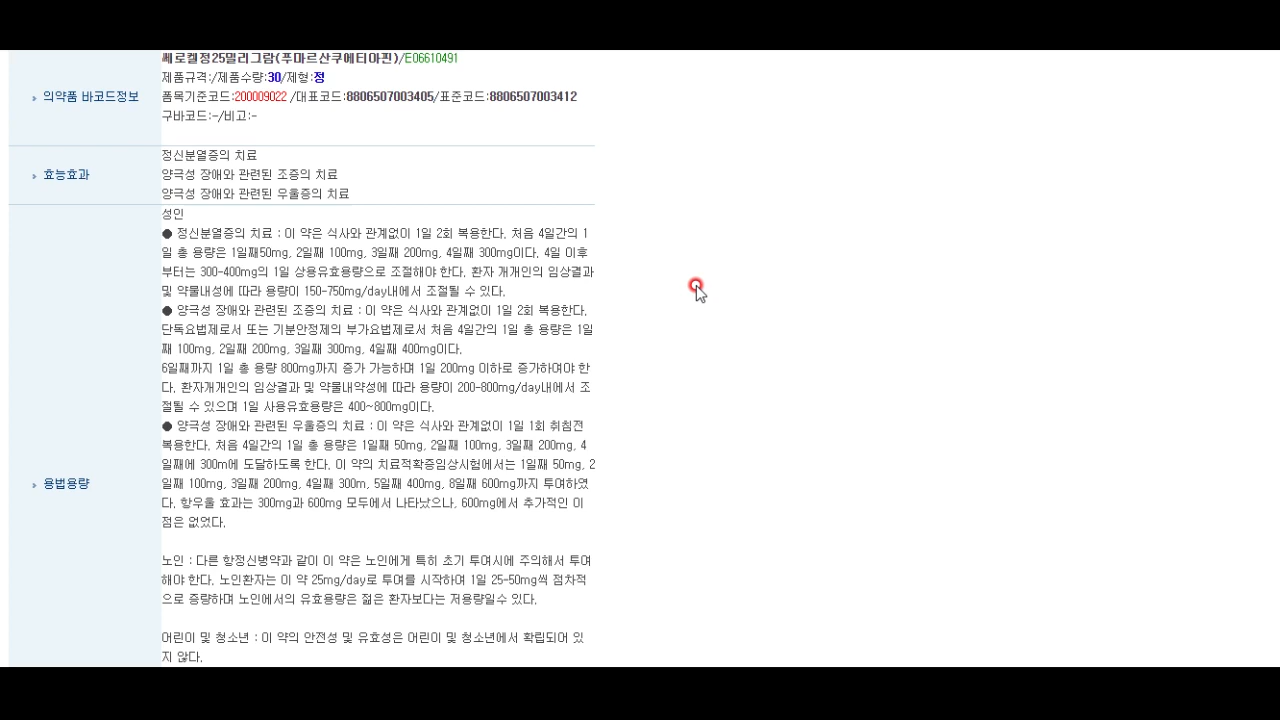 쎄로켈정25밀리그람(푸마르산쿠에티아핀)/E06610491
제품규격:/제품수량:30/제형:정
» 의약품 바코드정보
품목기준코드:200009022 /대표코드:8806507003405/표준코드:8806507003412
구바코드:-/비고:-
정신분열증의 치료
» 효능효과
양극성 장애와 관련된 조증의 치료
양극성 장애와 관련된 우울증의 치료
성인
● 정신분열증의 치료 : 이 약은 식사와 관계없이 1일 2회 복용한다. 처음 4일간의 1
일 총 용량은 1일째50mg, 2일째 100mg, 3일째 200mg, 4일째 300mg이다. 4일 이후
부터는 300-400mg의 1일 상용유효용량으로 조절해야 한다. 환자 개개인의 임상결과
및 약물내성에 따라 용량이 150-750mg/day내에서 조절될 수 있다.
● 양극성 장애와 관련된 조증의 치료 : 이 약은 식사와 관계없이 1일 2회 복용한다.
단독요법제로서 또는 기분안정제의 부가요법제로서 처음 4일간의 1일 총 용량은 1일
째 100mg, 2일째 200mg, 3일째 300mg, 4일째 400mg이다.
6일째까지 1일 총 용량 800mg까지 증가 가능하며 1일 200mg 이하로 증가하여야 한
다. 환자개개인의 임상결과 및 약물내약성에 따라 용량이 200-800mg/day내에서 조
절될 수 있으며 1일 사용유효용량은 400~800mg이다.
● 양극성 장애와 관련된 우울증의 치료 : 이 약은 식사와 관계없이 1일 1회 취침전
복용한다. 처음 4일간의 1일 총 용량은 1일째 50mg, 2일째 100mg, 3일째 200mg, 4
일째에 300m에 도달하도록 한다. 이 약의 치료적확증임상시험에서는 1일째 50mg, 2
» 용법용량
일째 100mg, 3일째 200mg, 4일째 300m, 5일째 400mg, 8일째 600mg까지 투여하였
다. 항우울 효과는 300mg과 600mg 모두에서 나타났으나, 600mg에서 추가적인 이
점은 없었다.
노인 : 다른 항정신병약과 같이 이 약은 노인에게 특히 초기 투여시에 주의해서 투여
해야 한다. 노인환자는 이 약 25mg/day로 투여를 시작하며 1일 25-50mg씩 점차적
으로 증량하며 노인에서의 유효용량은 젊은 환자보다는 저용량일수 있다.
어린이 및 청소년 : 이 약의 안전성 및 유효성은 어린이 및 청소년에서 확립되어 있
지 않다.